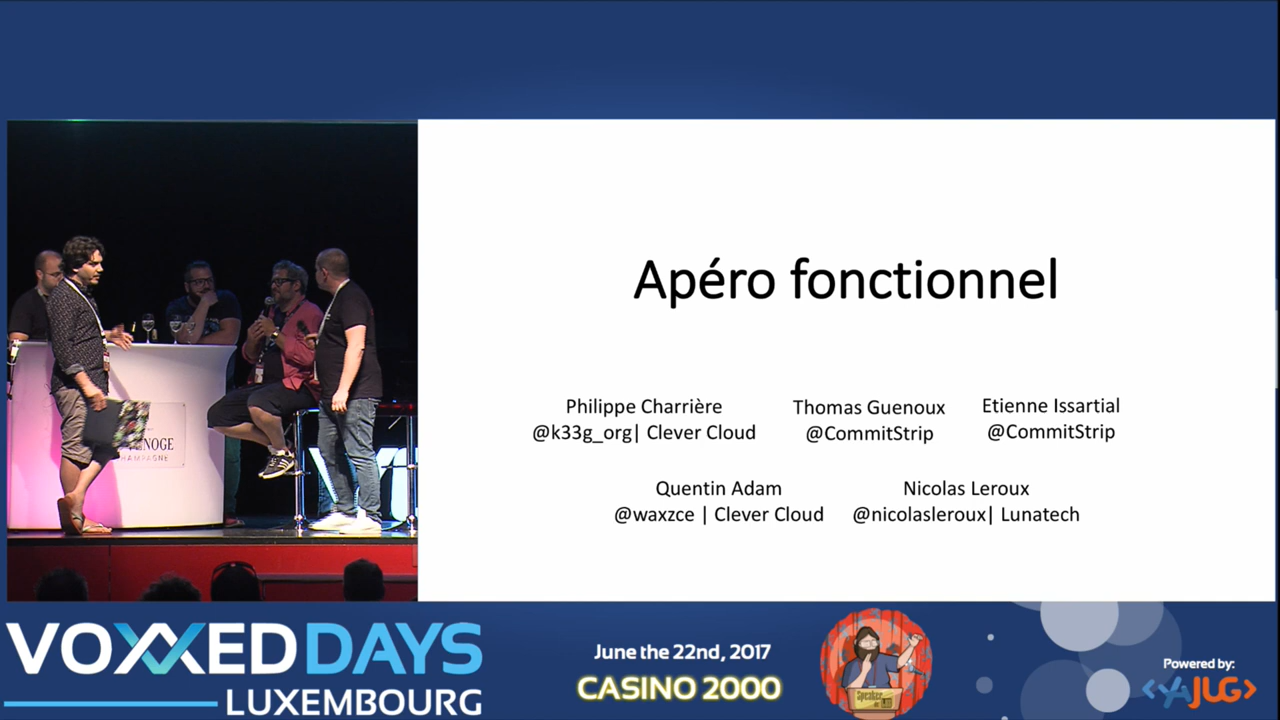 Apéro fonctionnel
Philippe Charrière
@k33g_org| Clever Cloud
Thomas Guenoux
@CommitStrip
Etienne Issartial
@CommitStrip
Quentin Adam
@waxzce | Clever Cloud
Nicolas Leroux
@nicolasleroux| Lunatech
VOXXED DAYS
LUXEMBOURG
June the 22nd, 2017
CASINO 2000
Powered by:
<YAJUG>